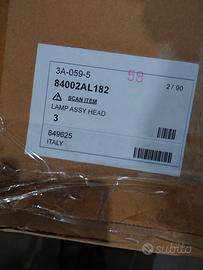 3A-059-5
58
2/90
84002AL182
SCAN ITEM
LAMP ASSY HEAD
3
849625
ITALY
subito